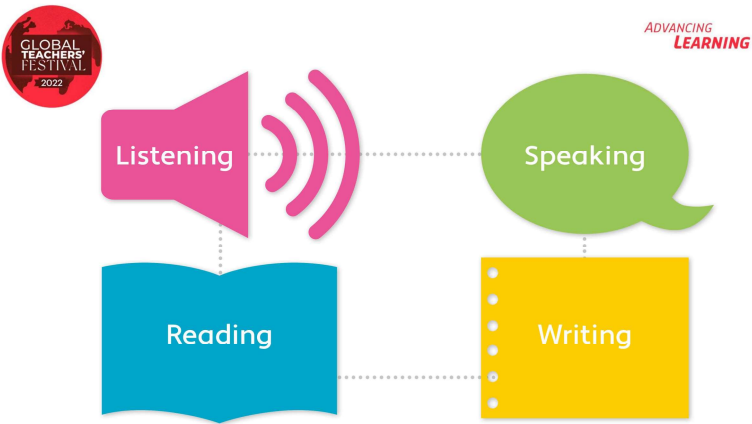 GLOBAL
TEACHERS'
FESTIVAL
2022
ADVANCING
LEARNING
Listening
Speaking
Reading
Writing